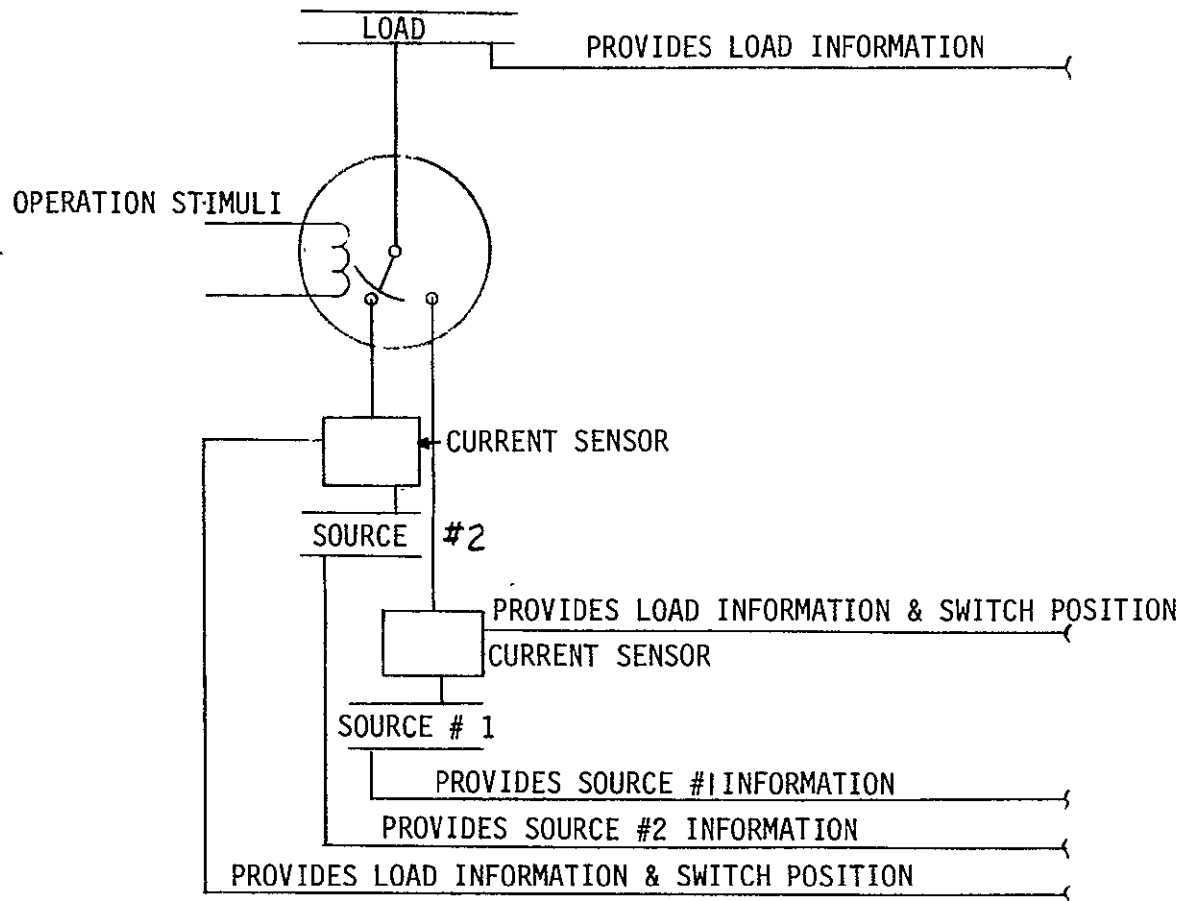 LOAD
PROVIDES LOAD INFORMATION
OPERATION STIMULI
CURRENT SENSOR
SOURCE #2
PROVIDES LOAD INFORMATION & SWITCH POSITION
CURRENT SENSOR
SOURCE # 1
PROVIDES SOURCE #1 INFORMATION
PROVIDES SOURCE #2 INFORMATION
PROVIDES LOAD INFORMATION & SWITCH POSITION